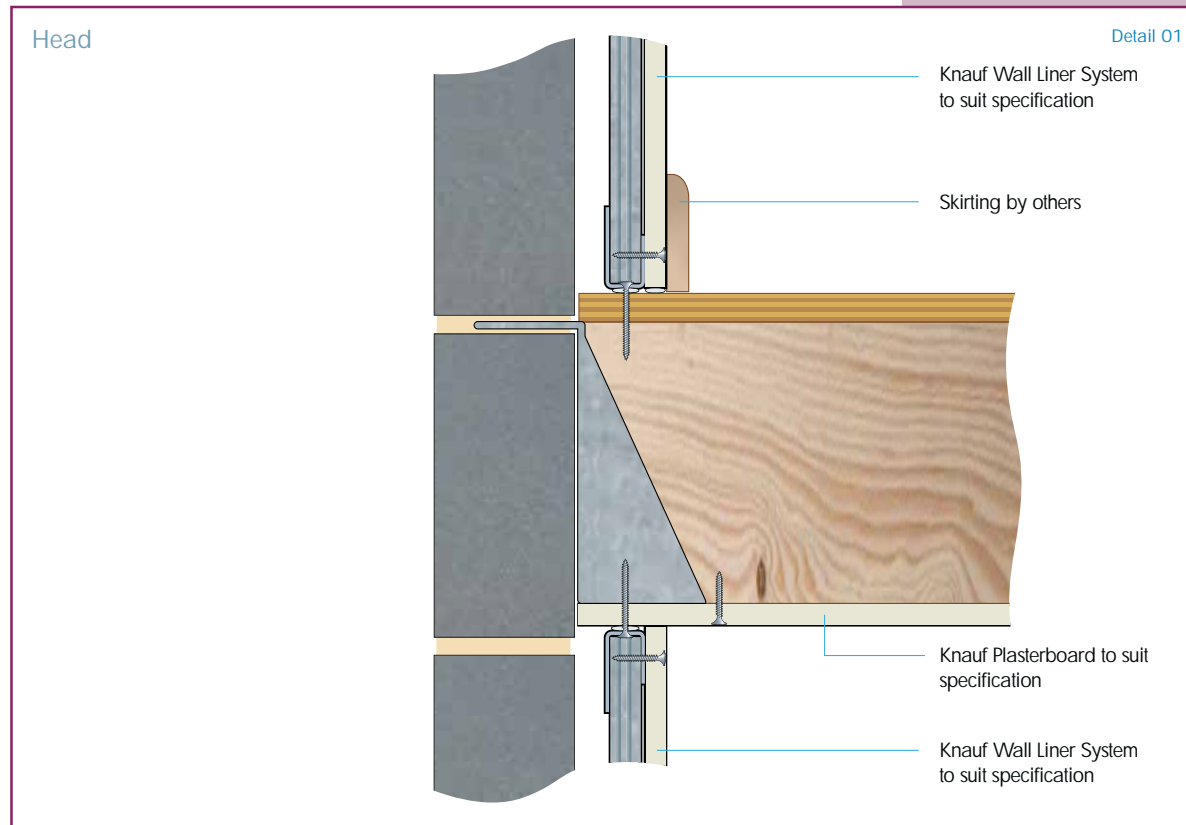 Head
Detail 01
Knauf Wall Liner System
to suit specification
Skirting by others
Knauf Plasterboard to suit
specification
Knauf Wall Liner System
to suit specification